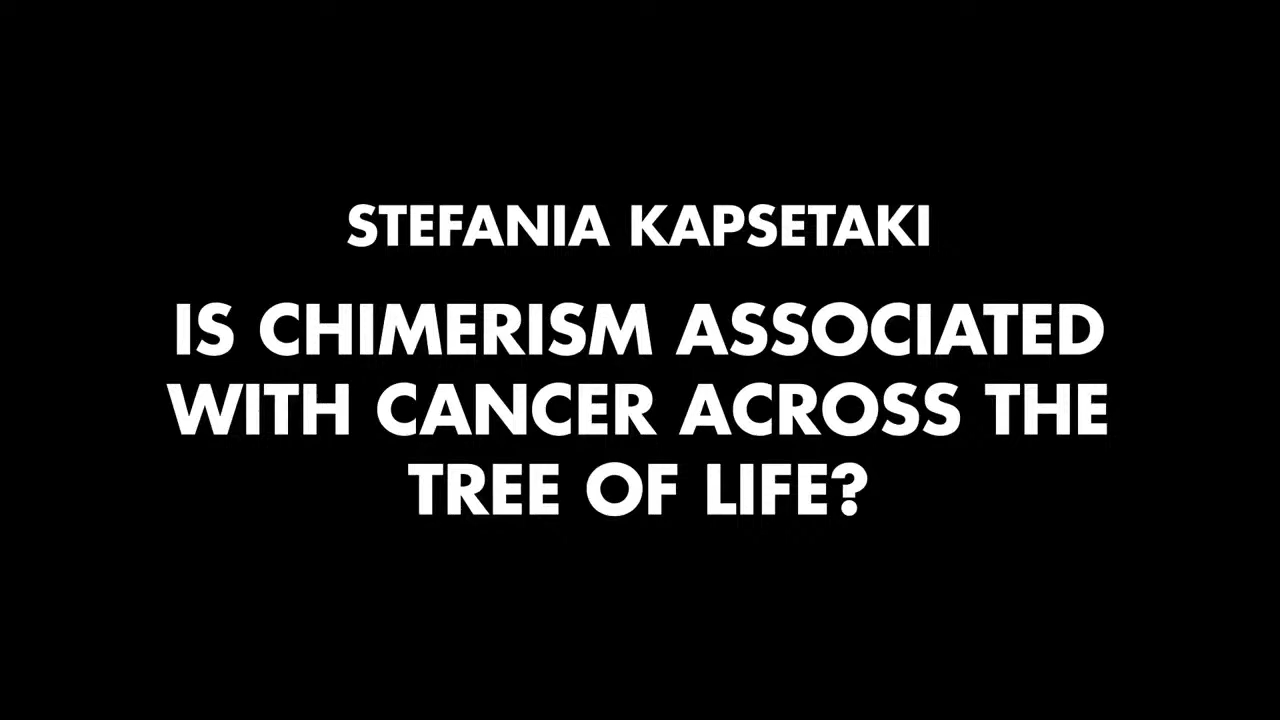 STEFANIA KAPSETAKI
IS CHIMERISM ASSOCIATED
WITH CANCER ACROSS THE
TREE OF LIFE?